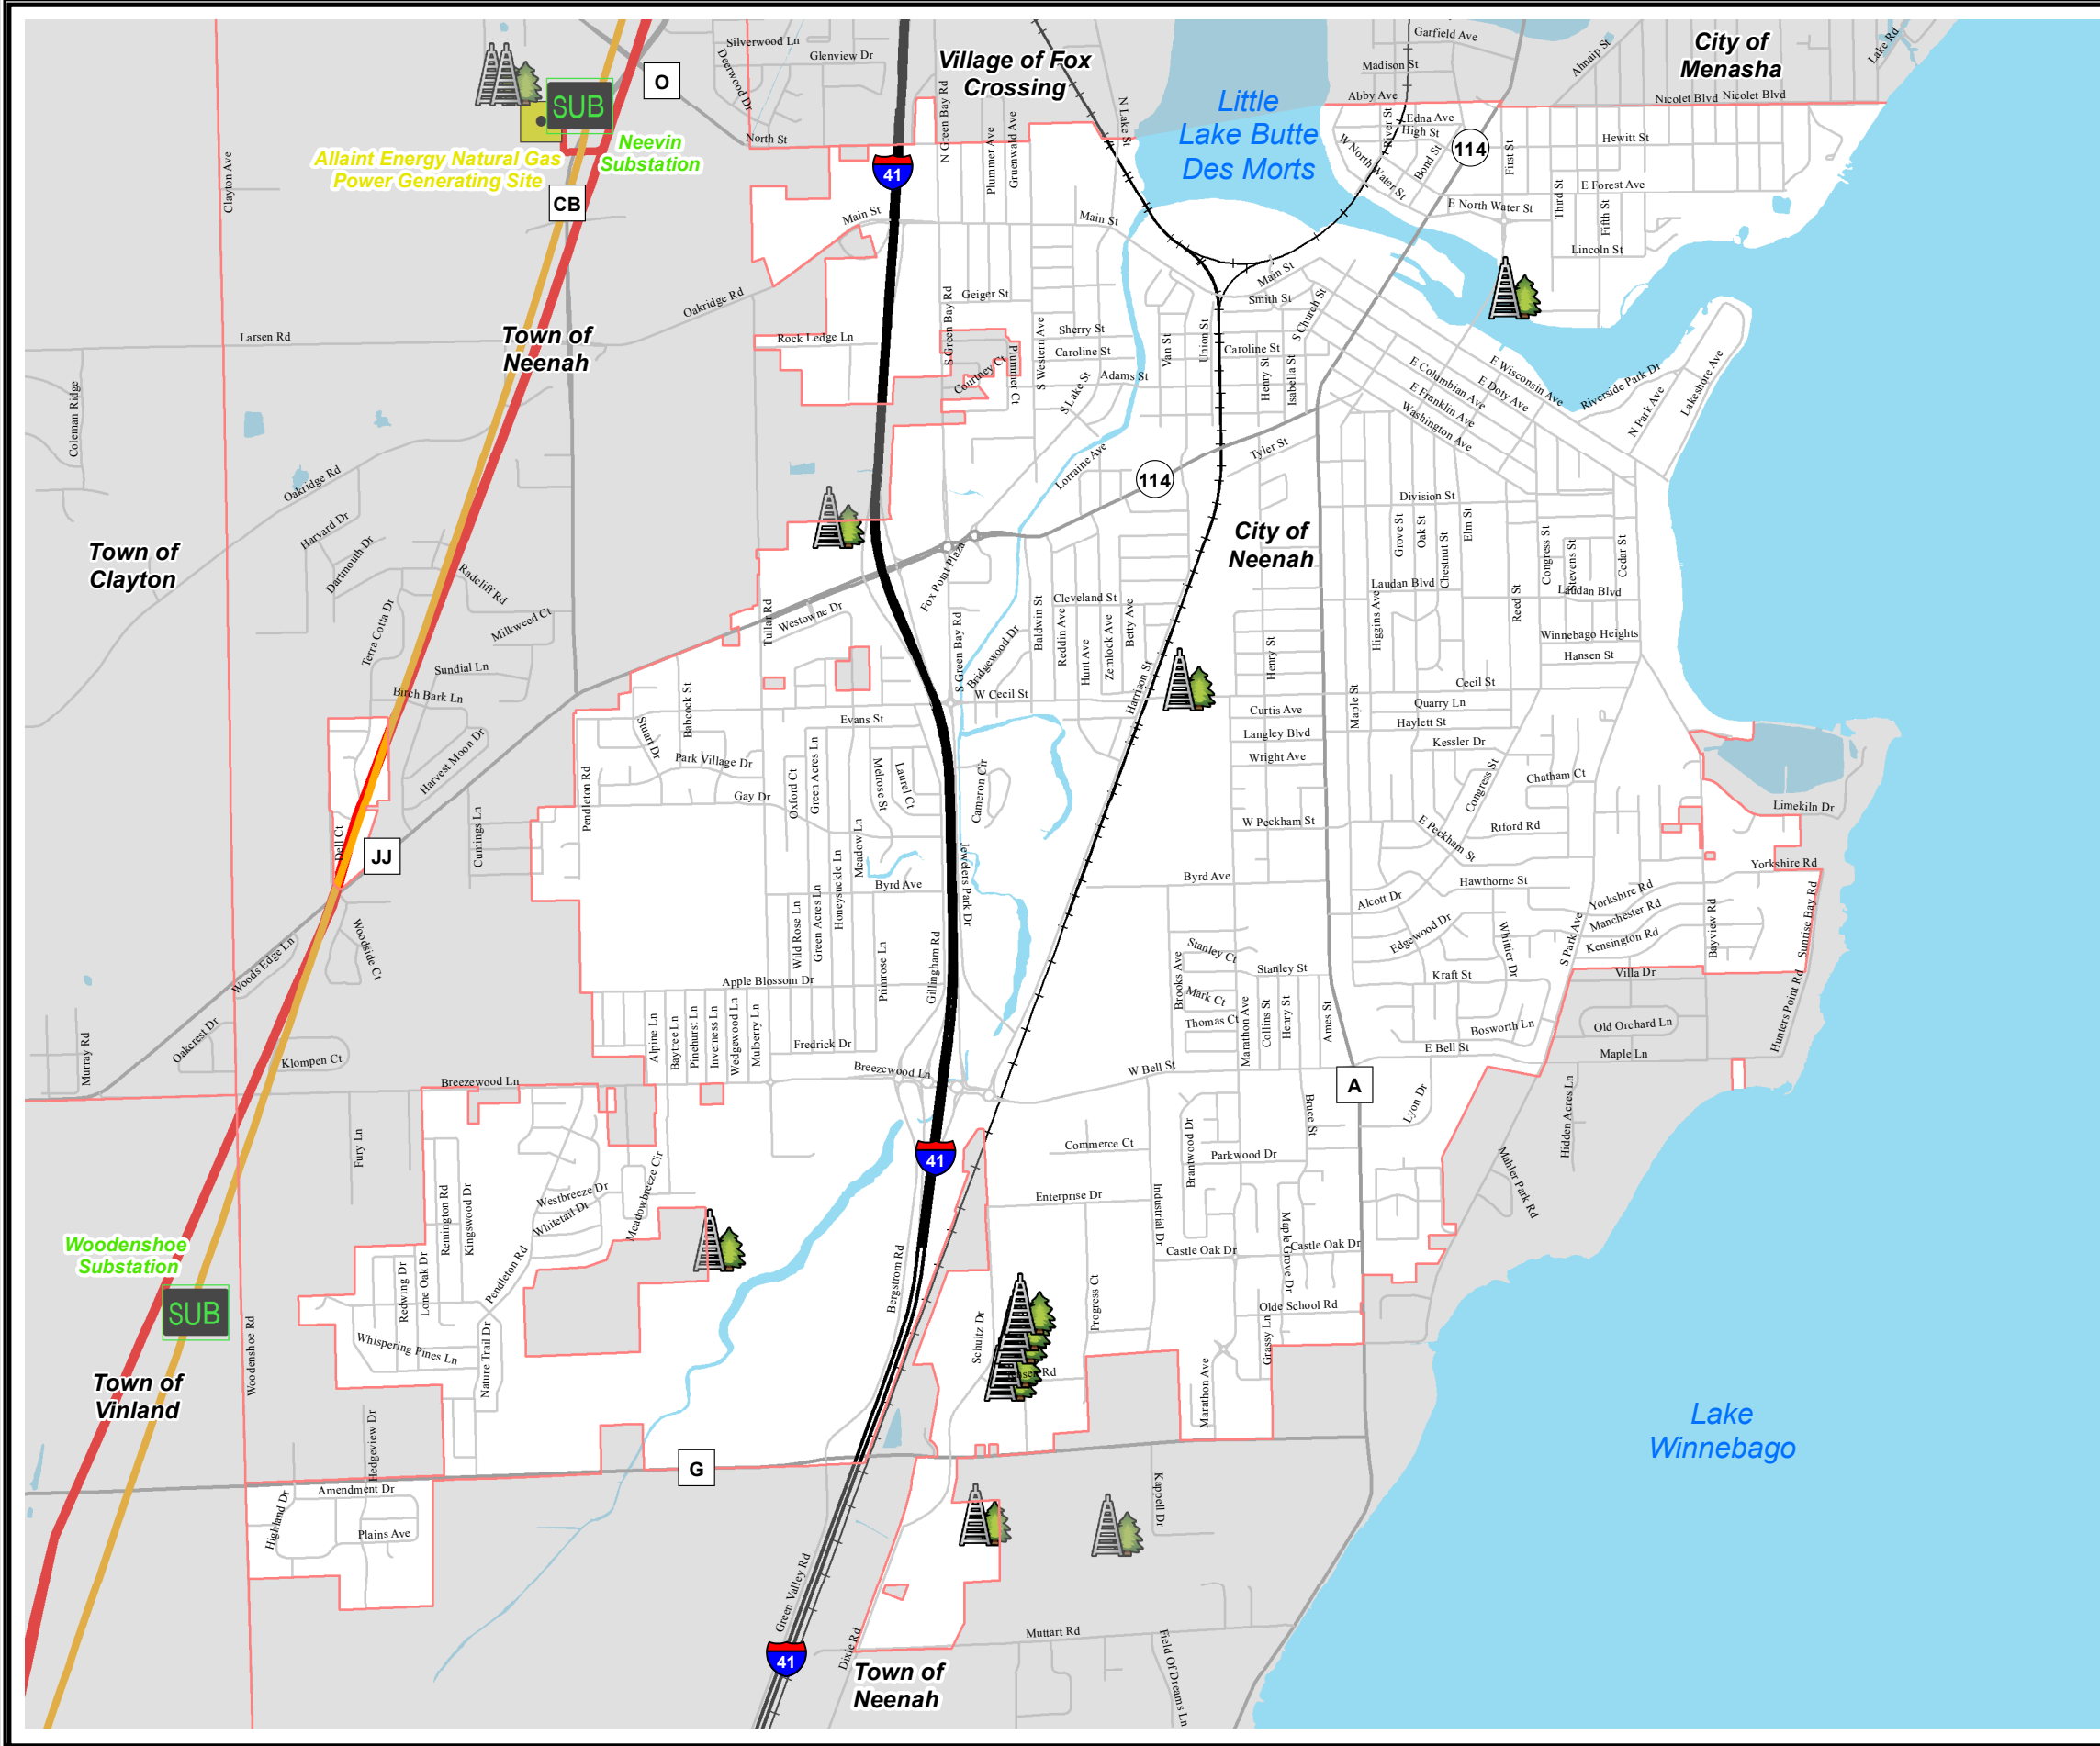 Silverwood Ln
Glenview Dr
Deerwood Dr
Village of Fox
Crossing
N Green Bay Rd
N Lake St
Garfield Ave
Madison St
Abby Ave
Ahnaip St
City of
Menasha
Lake Rd
Nicolet Blvd
Nicolet Blvd
O
SUB
Neevin
Substation
Allaint Energy Natural Gas
Power Generating Site
CB
North St
41
Plummer Ave
Gruenwald Ave
Little
Lake Butte
Des Morts
Edna Ave
High St
River St
Bond St
W North Water St
114
First St
Hewitt St
E Forest Ave
Third St
Fifth St
E North Water St
Lincoln St
Clayton Ave
Main St
Main St
Main St
Oakridge Rd
Larsen Rd
Town of
Neenah
Rock Ledge Ln
Geiger St
S Green Bay Rd
Sherry St
Caroline St
Adams St
S Western Ave
Courtney Ct
Plummer Ct
S Lake St
Van St
Union St
Smith St
S Church St
Caroline St
Henry St
Isabella St
E Wisconsin Ave
E Doty Ave
E Columbian Ave
E Franklin Ave
Washington Ave
Riverside Park Dr
N Park Ave
Lakeshore Ave
Coleman Ridge
Oakridge Rd
Lorraine Ave
114
Tyler St
Division St
Town of
Clayton
Harvard Dr
Dartmouth Dr
Radcliff Rd
Milkweed Ct
Terra Cotta Dr
Sundial Ln
Birch Bark Ln
Harvest Moon Dr
City of
Neenah
Grove St
Oak St
Chestnut St
Elm St
Congress St
Stevens St
Cedar St
Laudan Blvd
Laudan Blvd
Higgins Ave
Reed St
Winnebago Heights
Hansen St
Fox Point Plaza
Tullar Rd
Westowne Dr
S Green Bay Rd
Bridgewood Dr
Cleveland St
Baldwin St
Reddin Ave
Hunt Ave
Zemlock Ave
Betty Ave
Harrison St
W Cecil St
Henry St
Cecil St
Maple St
Quarry Ln
Haylett St
Kessler Dr
Curtis Ave
Langley Blvd
Wright Ave
Congress St
Chatham Ct
Limekiln Dr
Babcock St
Stuart Dr
Park Village Dr
Evans St
Gay Dr
Pendleton Rd
Cumings Ln
Oxford Ct
Green Acres Ln
Melrose St
Laurel Ct
Cameron Cir
Meadow Ln
JJ
Dell Ct
W Peckham St
E Peckham St
Riford Rd
Yorkshire Rd
Byrd Ave
Byrd Ave
Jewelers Park Dr
Hawthorne St
Alcott Dr
Edgewood Dr
Whittier Dr
Yorkshire Rd
Manchester Rd
Kensington Rd
S Park Ave
Bayview Rd
Sunrise Bay Rd
Woods Edge Ln
Woodside Ct
Wild Rose Ln
Green Acres Ln
Honeysuckle Ln
Primrose Ln
Gillingham Rd
Apple Blossom Dr
Stanley Ct
Stanley St
Brooks Ave
Mark Ct
Thomas Ct
Marathon Ave
Collins St
Henry St
Ames St
Kraft St
Villa Dr
Bosworth Ln
Old Orchard Ln
Hunters Point Rd
E Bell St
Maple Ln
Murray Rd
Oakcrest Dr
Klompen Ct
Alpine Ln
Baytree Ln
Pinehurst Ln
Inverness Ln
Wedgewood Ln
Mulberry Ln
Fredrick Dr
Breezewood Ln
Breezewood Ln
W Bell St
A
Lyon Dr
Bruce St
Hidden Acres Ln
Mahler Park Rd
Fury Ln
41
Commerce Ct
Brantwood Dr
Parkwood Dr
Enterprise Dr
Industrial Dr
Castle Oak Dr
Castle Oak Dr
Maple Grove Dr
Remington Rd
Kingswood Dr
Westbreeze Dr
Whitetail Dr
Meadowbreeze Cir
Pendleton Rd
Woodenshoe
Substation
SUB
Redwing Dr
Lone Oak Dr
Whispering Pines Ln
Nature Trail Dr
Woodenshoe Rd
Bergstrom Rd
Schultz Dr
Progress Ct
Olde School Rd
Grassy Ln
Marathon Ave
Town of
Vinland
Lake
Winnebago
Hedgeview Dr
G
Amendment Dr
Highland Dr
Plains Ave
Kappell Dr
Green Valley Rd
41
Dixie Rd
Muttart Rd
Field Of Dreams Ln
Town of
Neenah